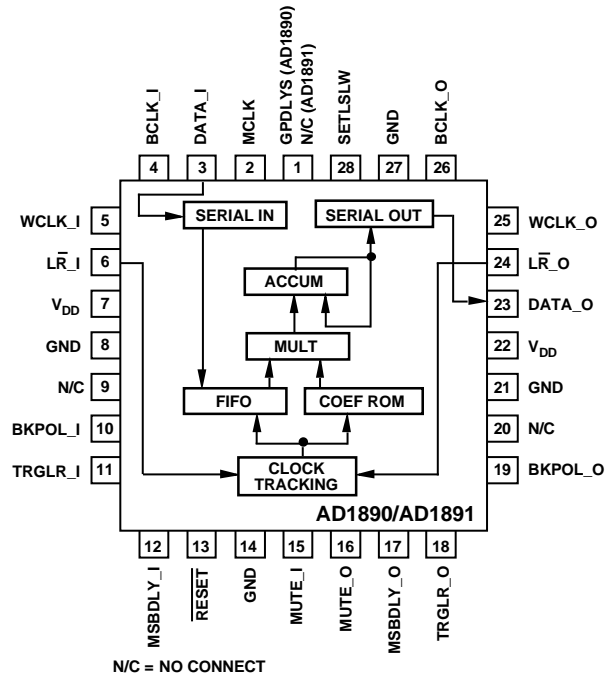 BCLK_I
DATA_I
MCLK
GPDLYS (AD1890)
N/C (AD1891)
SETLSLW
GND
BCLK_O
4
3
2
1
28
27
26
WCLK_I 5
LR̅_I 6
VDD 7
GND 8
N/C 9
BKPOL_I 10
TRGLR_I 11
SERIAL IN
SERIAL OUT
ACCUM
MULT
FIFO
COEF ROM
CLOCK
TRACKING
AD1890/AD1891
25 WCLK_O
24 LR̅_O
23 DATA_O
22 VDD
21 GND
20 N/C
19 BKPOL_O
12
13
14
15
16
17
18
MSBDLY_I
R̅E̅S̅E̅T̅
GND
MUTE_I
MUTE_O
MSBDLY_O
TRGLR_O
N/C = NO CONNECT